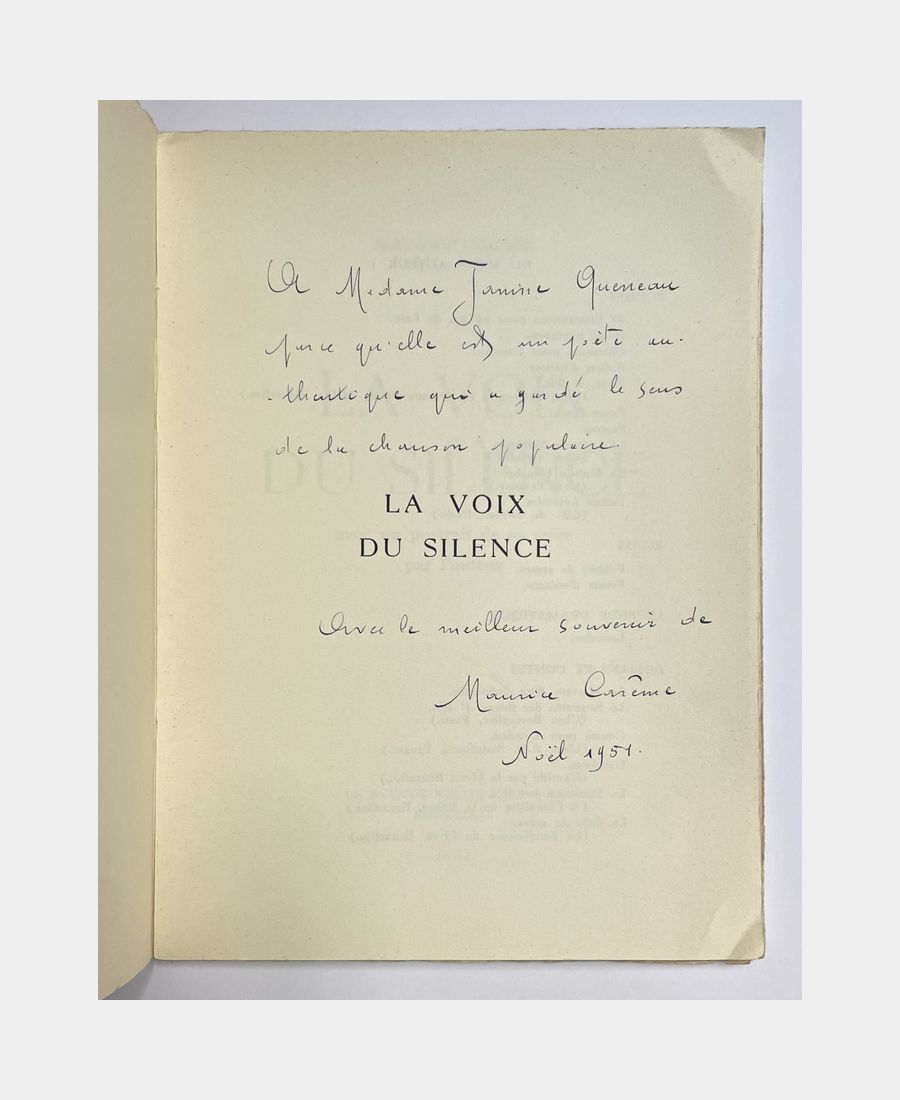 A Madame Janine Queneau
parce qu'elle est un poète au-
-thentique qui a gardé le sens
de la chanson populaire.
LA VOIX
DU SILENCE
Avec le meilleur souvenir de
Maurice Carême
Noël 1951.